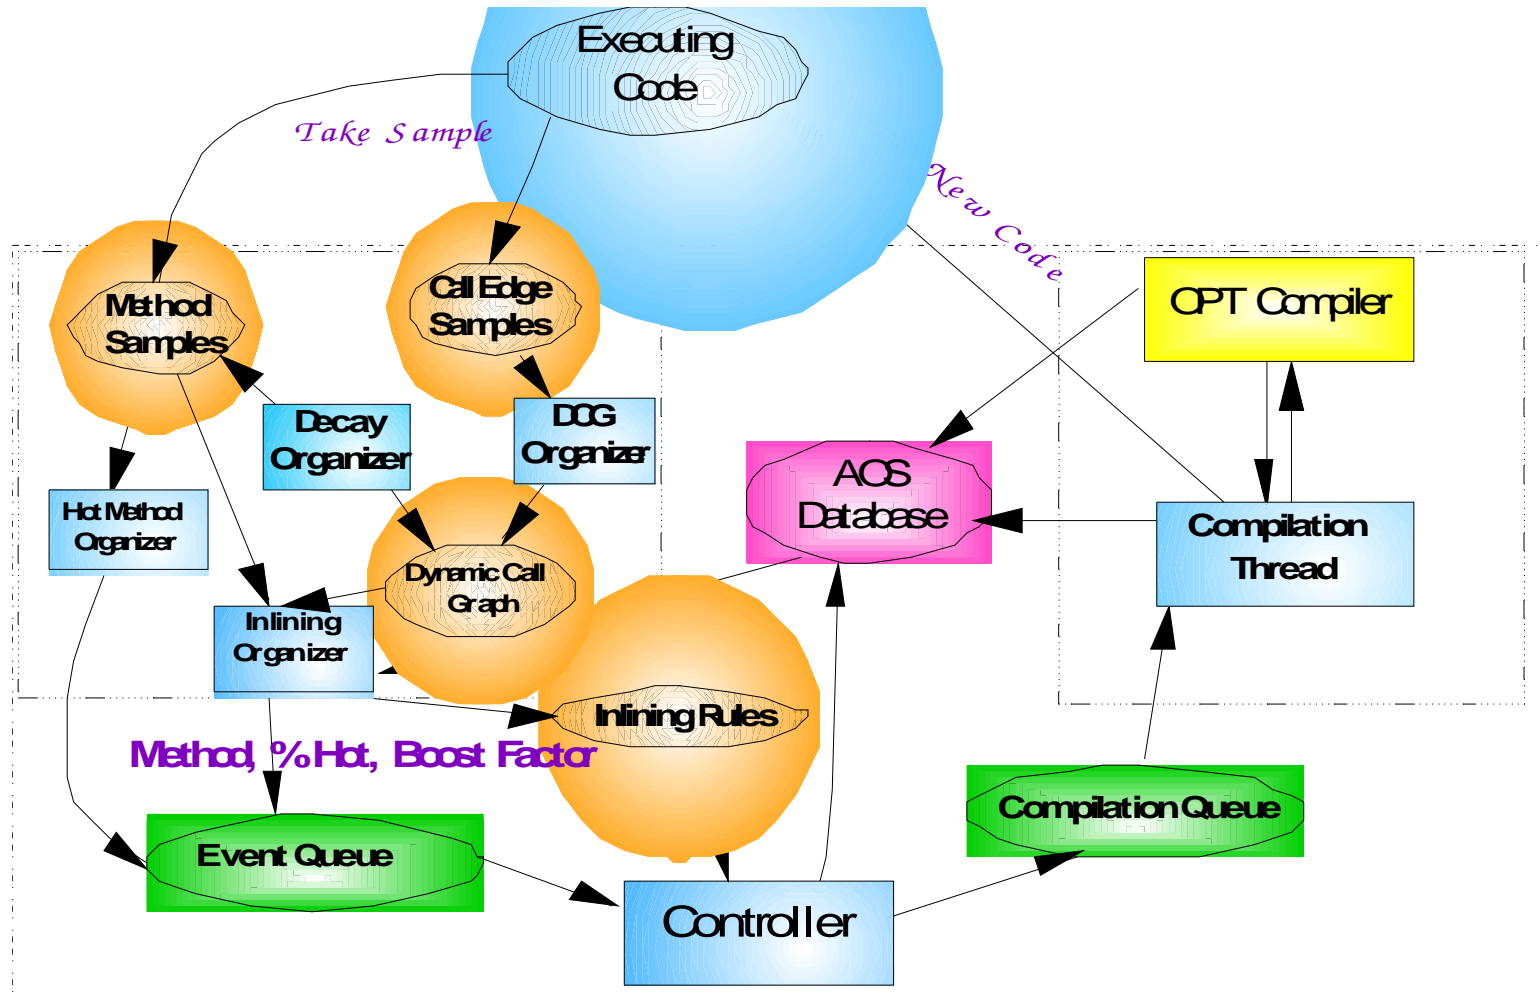 Executing
Code
Take Sample
New Code
Method
Samples
Call Edge
Samples
OPT Compiler
Decay
Organizer
DCG
Organizer
AOS
Database
Hot Method
Organizer
Compilation
Thread
Dynamic Call
Graph
Inlining
Organizer
Inlining Rules
Method, % Hot, Boost Factor
Compilation Queue
Event Queue
Controller